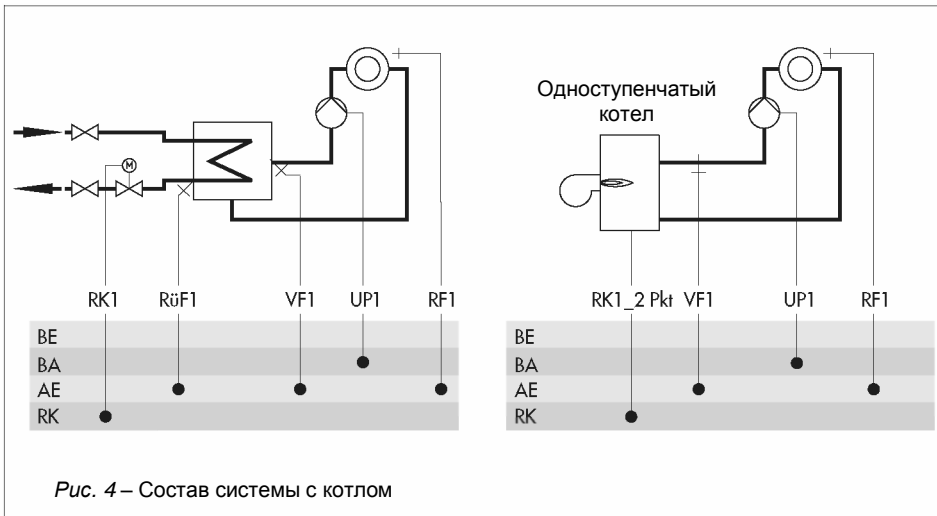 Одноступенчатый
котел
M
RK1 RüF1 VF1 UP1 RF1
BE
BA
AE
RK
RK1_2 Pkt VF1 UP1 RF1
BE
BA
AE
RK
Рис. 4 – Состав системы с котлом